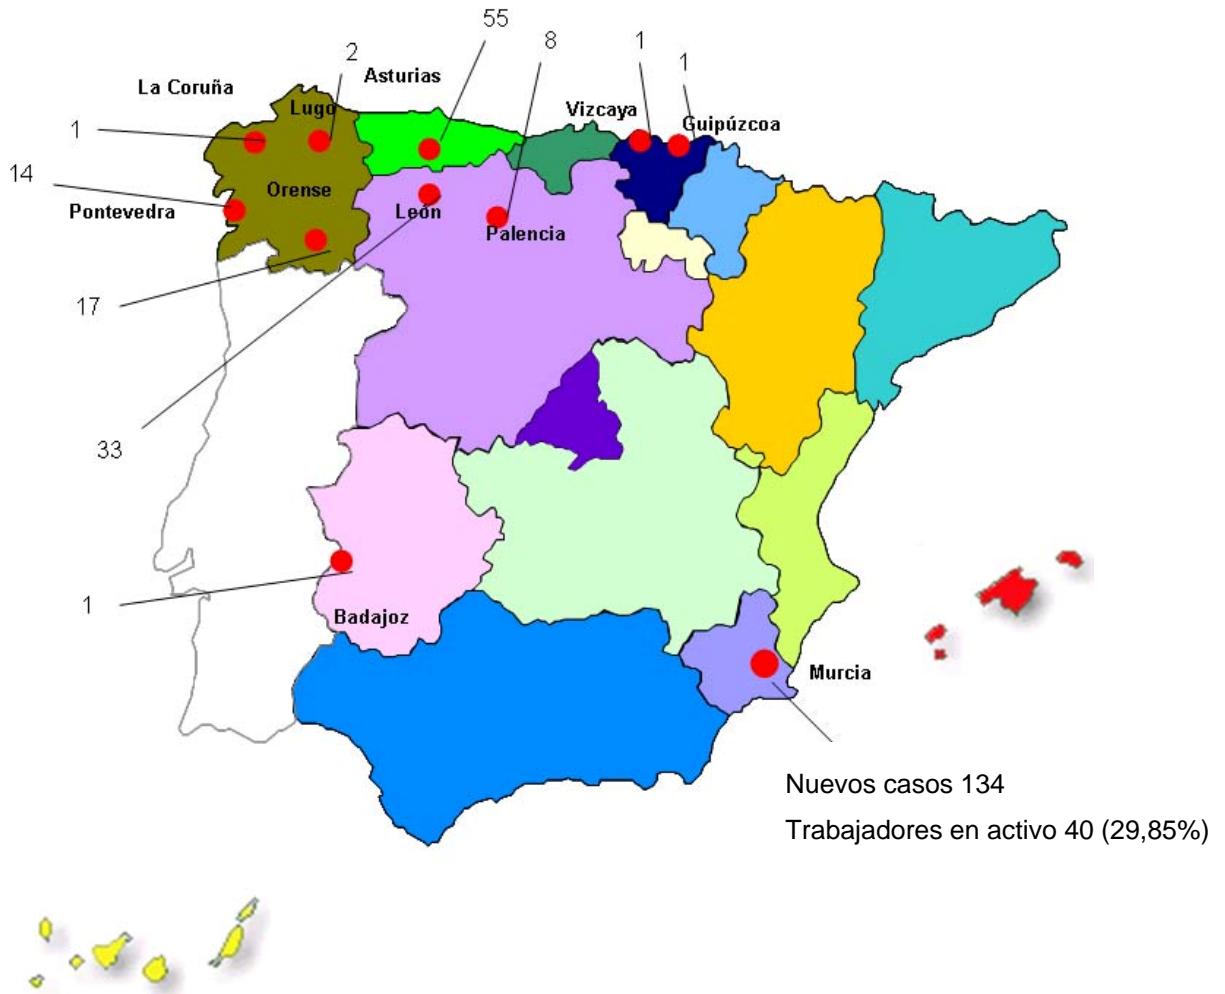 55
8
1
2
1
Asturias
La Coruña
Vizcaya
Lugo
Guipúzcoa
1
14
Orense
Pontevedra
León
Palencia
17
33
1
Badajoz
Murcia
Nuevos casos 134
Trabajadores en activo 40 (29,85%)